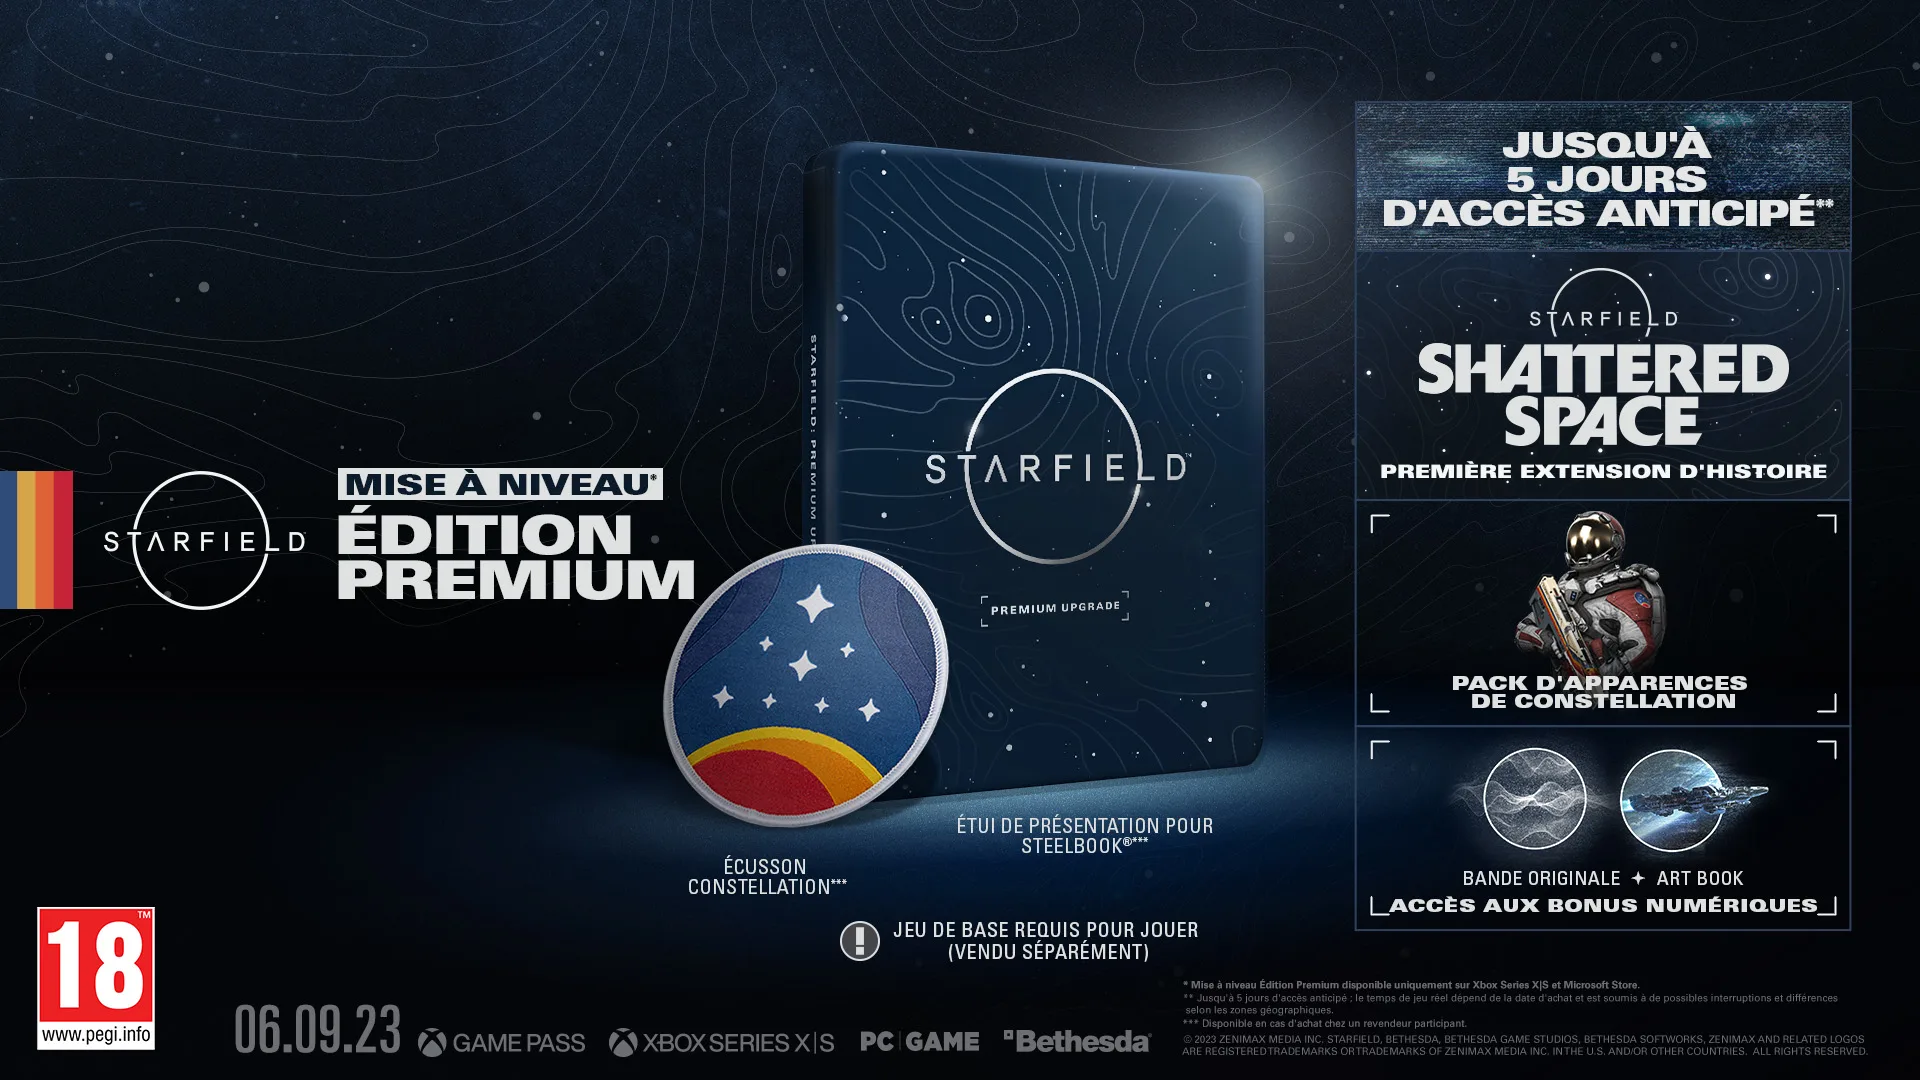 JUSQU'À
5 JOURS
D'ACCÈS ANTICIPÉ**
STARFIELD
SHATTERED
SPACE
PREMIÈRE EXTENSION D'HISTOIRE
PACK D'APPARENCES
DE CONSTELLATION
BANDE ORIGINALE ✦ ART BOOK
ACCÈS AUX BONUS NUMÉRIQUES
STARFIELD
MISE À NIVEAU*
ÉDITION
PREMIUM
STARFIELD: PREMIUM
STARFIELD™
PREMIUM UPGRADE
ÉTUI DE PRÉSENTATION POUR
STEELBOOK®***
ÉCUSSON
CONSTELLATION***
! JEU DE BASE REQUIS POUR JOUER
(VENDU SÉPARÉMENT)
18™
www.pegi.info
06.09.23
GAME PASS
XBOX SERIES X|S
PC GAME
Bethesda
* Mise à niveau Édition Premium disponible uniquement sur Xbox Series X|S et Microsoft Store.
** Jusqu'à 5 jours d'accès anticipé ; le temps de jeu réel dépend de la date d'achat et est soumis à de possibles interruptions et différences
selon les zones géographiques.
*** Disponible en cas d'achat chez un revendeur participant.
© 2023 ZENIMAX MEDIA INC. STARFIELD, BETHESDA, BETHESDA GAME STUDIOS, BETHESDA SOFTWORKS, ZENIMAX AND RELATED LOGOS
ARE REGISTERED TRADEMARKS OR TRADEMARKS OF ZENIMAX MEDIA INC. IN THE U.S. AND/OR OTHER COUNTRIES. ALL RIGHTS RESERVED.